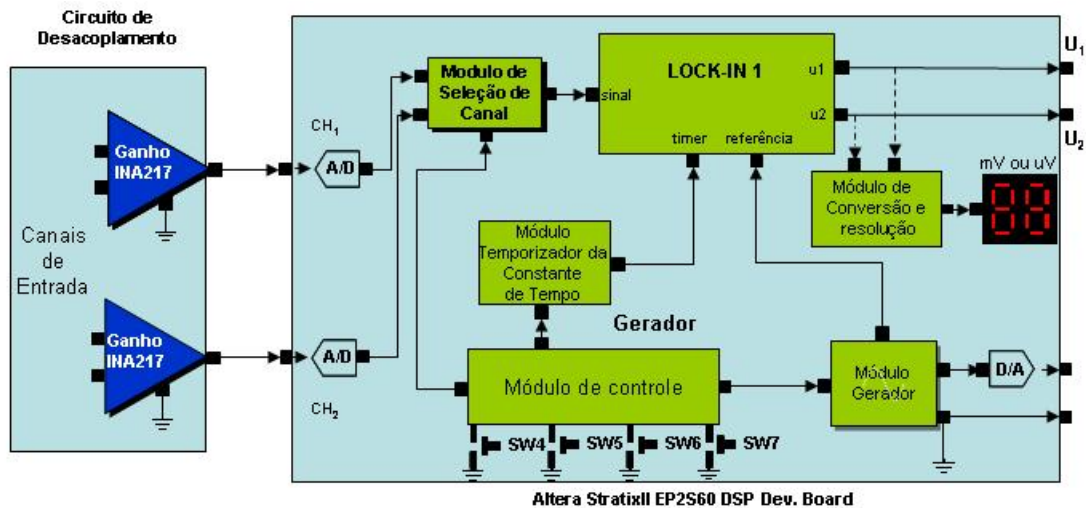 Circuito de
Desacoplamento
Ganho
INA217
Canais
de
Entrada
Ganho
INA217
CH1
A/D
CH2
A/D
Modulo de
Seleção de
Canal
LOCK-IN 1
sinal
u1
u2
timer
referência
U1
U2
mV ou uV
88
Módulo de
Conversão e
resolução
Módulo
Temporizador da
Constante
de Tempo
Gerador
Módulo de controle
Módulo
Gerador
D/A
SW4
SW5
SW6
SW7
Altera StratixII EP2S60 DSP Dev. Board